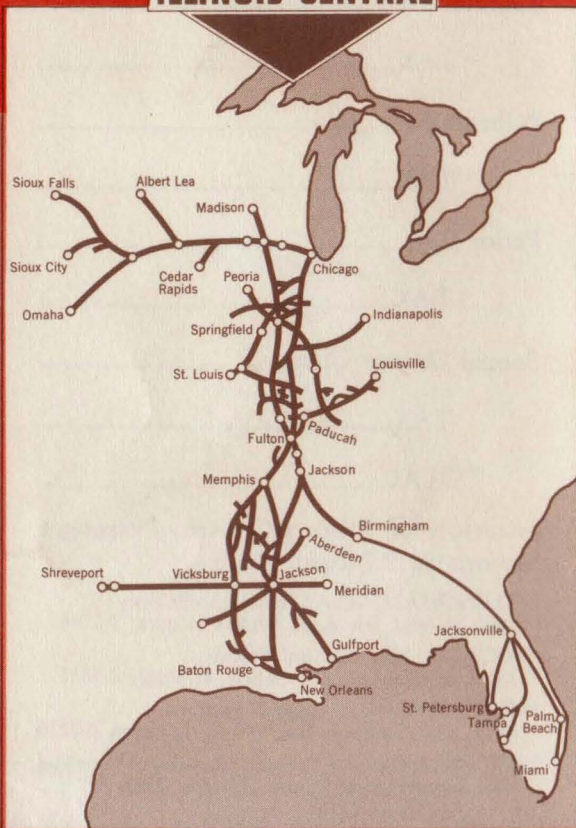 ILLINOIS CENTRAL
Sioux Falls
Albert Lea
Madison
Sioux City
Cedar
Rapids
Peoria
Chicago
Omaha
Springfield
Indianapolis
St. Louis
Louisville
Fulton
Paducah
Jackson
Memphis
Birmingham
Aberdeen
Shreveport
Vicksburg
Jackson
Meridian
Jacksonville
Gulfport
Baton Rouge
New Orleans
St. Petersburg
Tampa
Palm
Beach
Miami